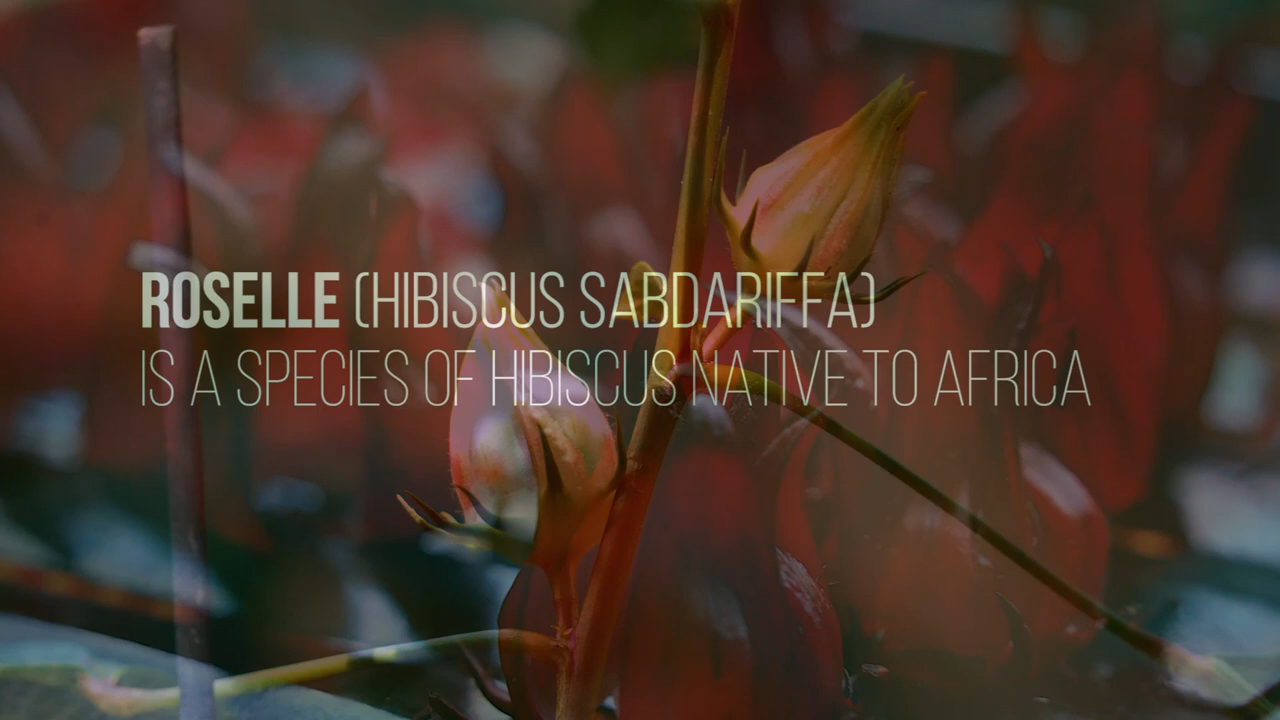 ROSELLE (HIBISCUS SABDARIFFA)
IS A SPECIES OF HIBISCUS NATIVE TO AFRICA